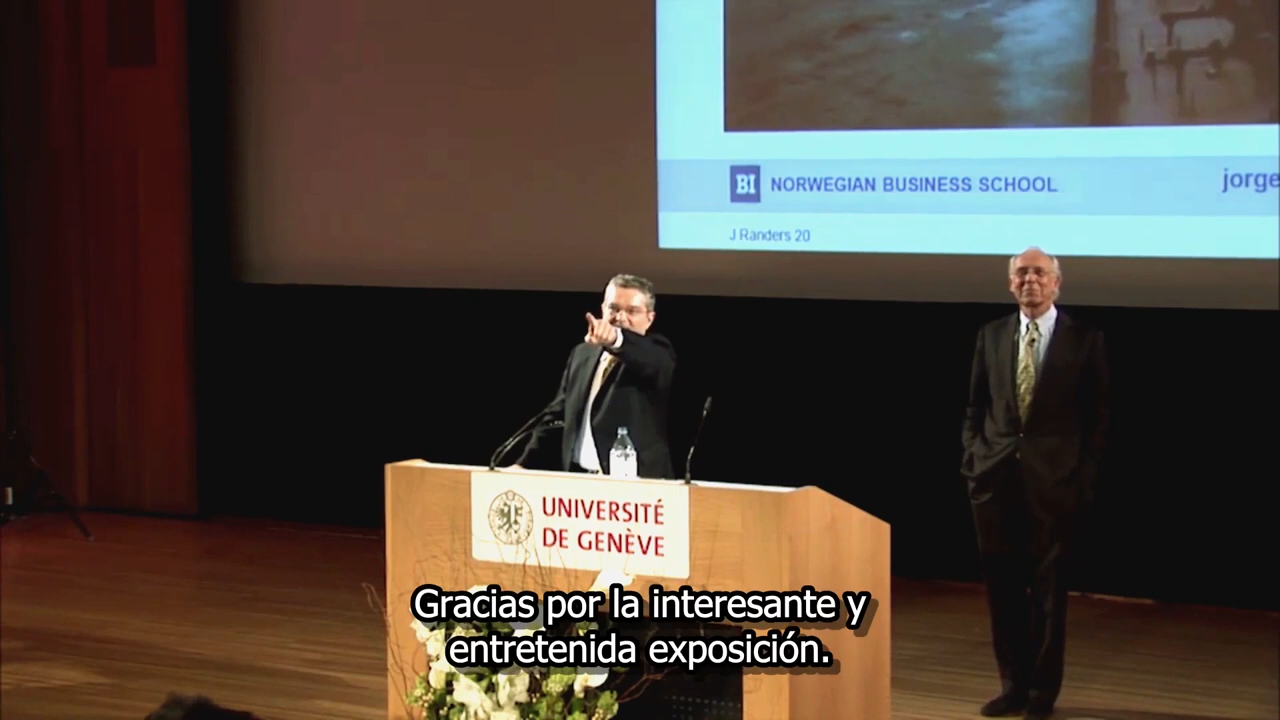 BI NORWEGIAN BUSINESS SCHOOL
jorge
J Randers 20
UNIVERSITÉ
DE GENÈVE
Gracias por la interesante y
entretenida exposición.